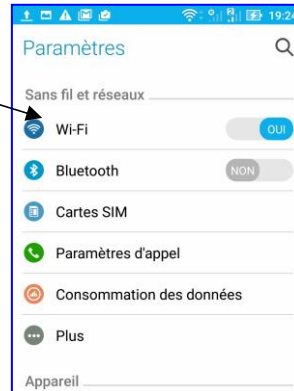 19:24
Paramètres
Sans fil et réseaux
Wi-Fi OUI
Bluetooth NON
Cartes SIM
Paramètres d'appel
Consommation des données
Plus
Appareil